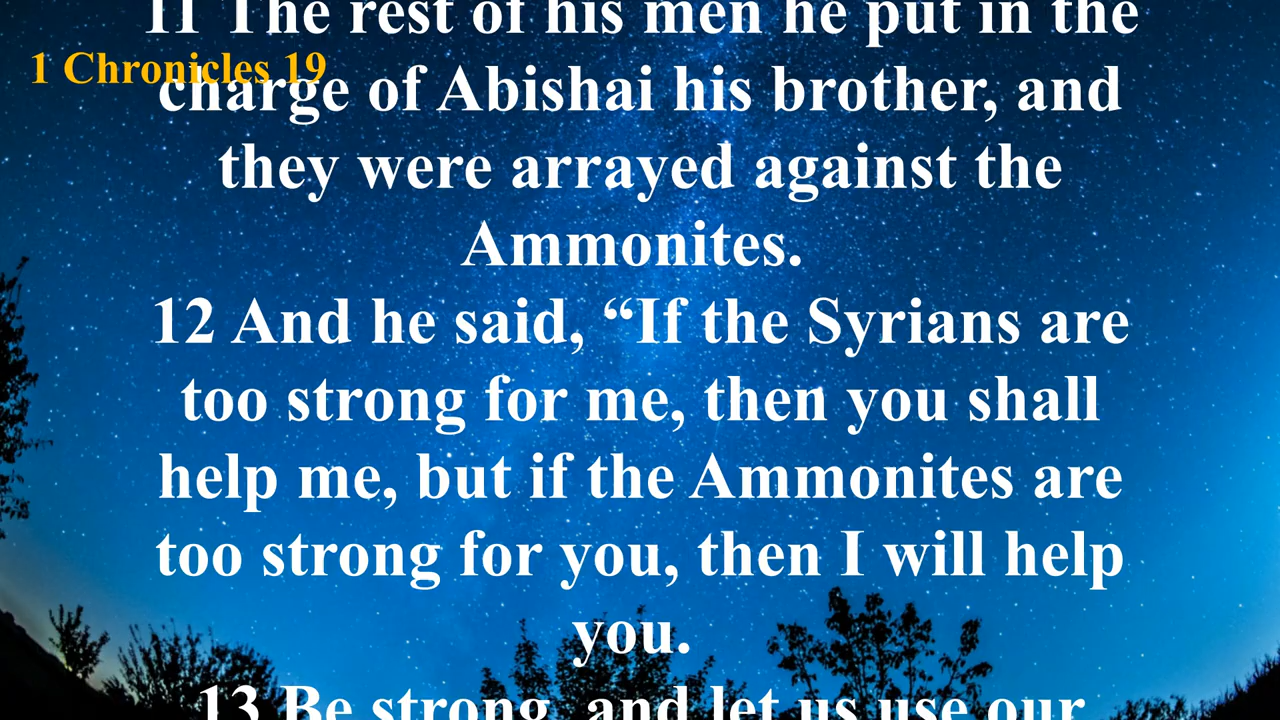 11 The rest of his men he put in the
1 Chronicles 19
charge of Abishai his brother, and
they were arrayed against the
Ammonites.
12 And he said, “If the Syrians are
too strong for me, then you shall
help me, but if the Ammonites are
too strong for you, then I will help
you.
13 Be strong, and let us use our